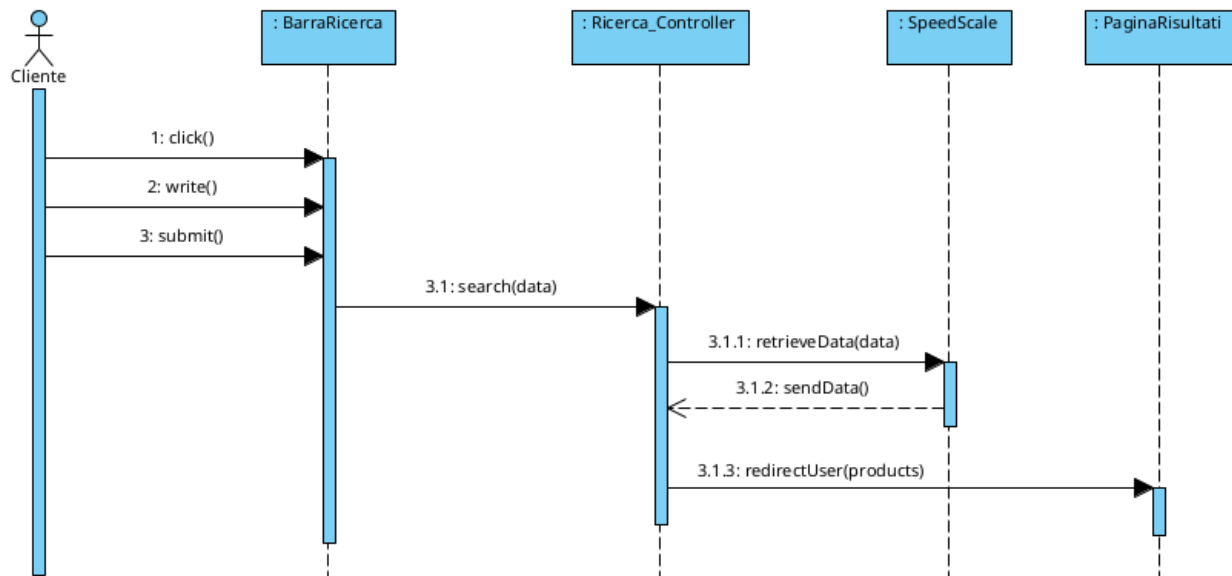 : BarraRicerca
: Ricerca_Controller
: SpeedScale
: PaginaRisultati
Cliente
1: click()
2: write()
3: submit()
3.1: search(data)
3.1.1: retrieveData(data)
3.1.2: sendData()
3.1.3: redirectUser(products)